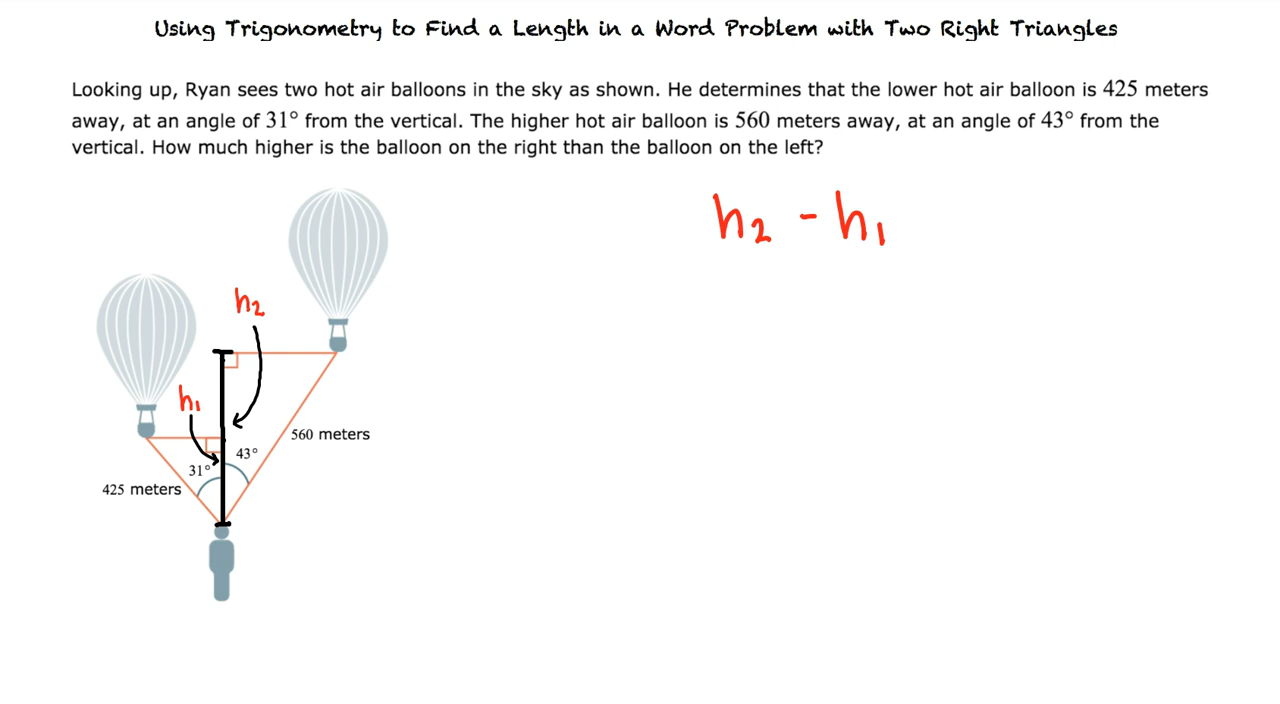 Using Trigonometry to Find a Length in a Word Problem with Two Right Triangles
Looking up, Ryan sees two hot air balloons in the sky as shown. He determines that the lower hot air balloon is 425 meters
away, at an angle of 31° from the vertical. The higher hot air balloon is 560 meters away, at an angle of 43° from the
vertical. How much higher is the balloon on the right than the balloon on the left?
h₂ - h₁
h₂
h₁
560 meters
43°
31°
425 meters